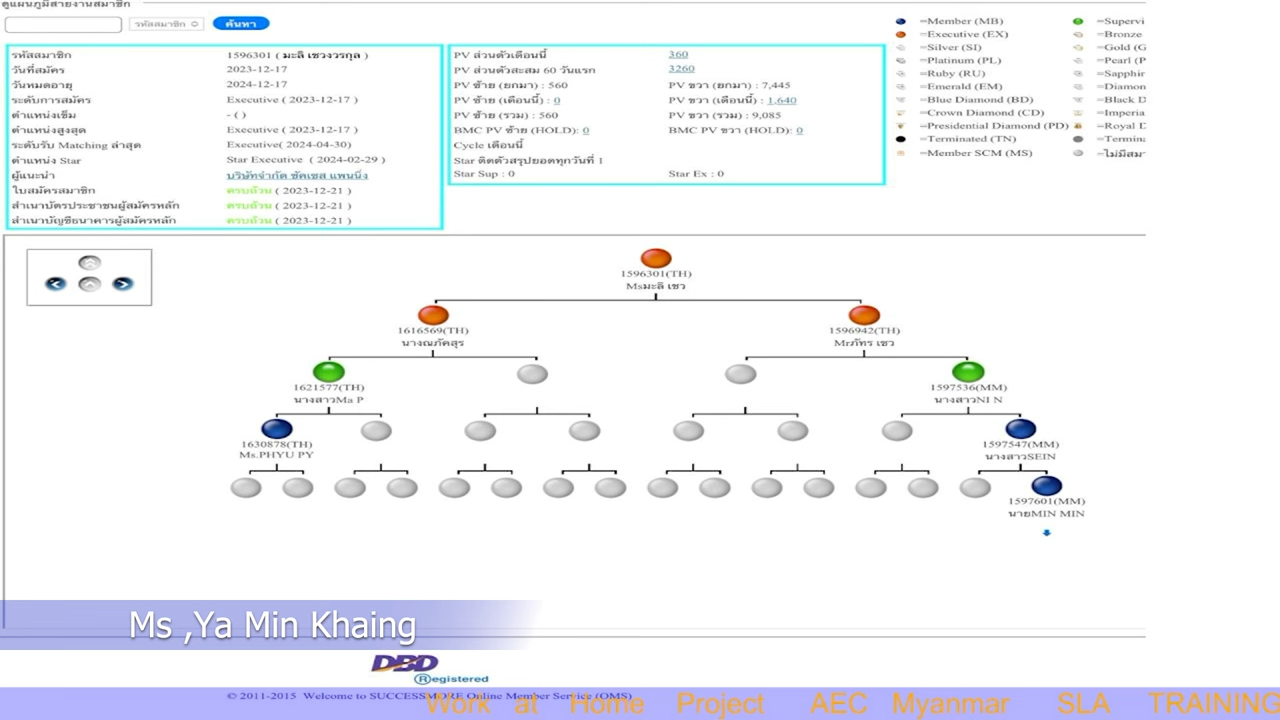 ดูแผนภูมิสายงานสมาชิก
รหัสสมาชิก ค้นหา
รหัสสมาชิก 1596301 ( มะลิ เชวงวรกุล )
วันที่สมัคร 2023-12-17
วันหมดอายุ 2024-12-17
ระดับการสมัคร Executive ( 2023-12-17 )
ตำแหน่งเข็ม - ( )
ตำแหน่งสูงสุด Executive ( 2023-12-17 )
ระดับรับ Matching ล่าสุด Executive( 2024-04-30)
ตำแหน่ง Star Star Executive ( 2024-02-29 )
ผู้แนะนำ บริษัทจำกัด ซัคเซส แพนนิ่ง
ใบสมัครสมาชิก ครบถ้วน ( 2023-12-21 )
สำเนาบัตรประชาชนผู้สมัครหลัก ครบถ้วน ( 2023-12-21 )
สำเนาบัญชีธนาคารผู้สมัครหลัก ครบถ้วน ( 2023-12-21 )
PV ส่วนตัวเดือนนี้ 360
PV ส่วนตัวสะสม 60 วันแรก 3260
PV ซ้าย (ยกมา) : 560 PV ขวา (ยกมา) : 7,445
PV ซ้าย (เดือนนี้) : 0 PV ขวา (เดือนนี้) : 1,640
PV ซ้าย (รวม) : 560 PV ขวา (รวม) : 9,085
BMC PV ซ้าย (HOLD): 0 BMC PV ขวา (HOLD): 0
Cycle เดือนนี้
Star ติดตัวสรุปยอดทุกวันที่ 1
Star Sup : 0 Star Ex : 0
=Member (MB) =Supervi
=Executive (EX) =Bronze
=Silver (SI) =Gold (G
=Platinum (PL) =Pearl (P
=Ruby (RU) =Sapphir
=Emerald (EM) =Diamon
=Blue Diamond (BD) =Black D
=Crown Diamond (CD) =Imperia
=Presidential Diamond (PD) =Royal D
=Terminated (TN) =Termina
=Member SCM (MS) =ไม่มีสมา
1596301(TH)
Msมะลิ เชว
1616569(TH) 1596942(TH)
นางณภัคสุร Mrภัทร เชว
1621577(TH) 1597536(MM)
นางสาวMa P นางสาวNI N
1630878(TH) 1597547(MM)
Ms.PHYU PY นางสาวSEIN
1597601(MM)
นายMIN MIN
Ms ,Ya Min Khaing
DBD
Registered
© 2011-2015 Welcome to SUCCESSMORE Online Member Service (OMS)
Work at Home Project AEC Myanmar SLA TRAINING